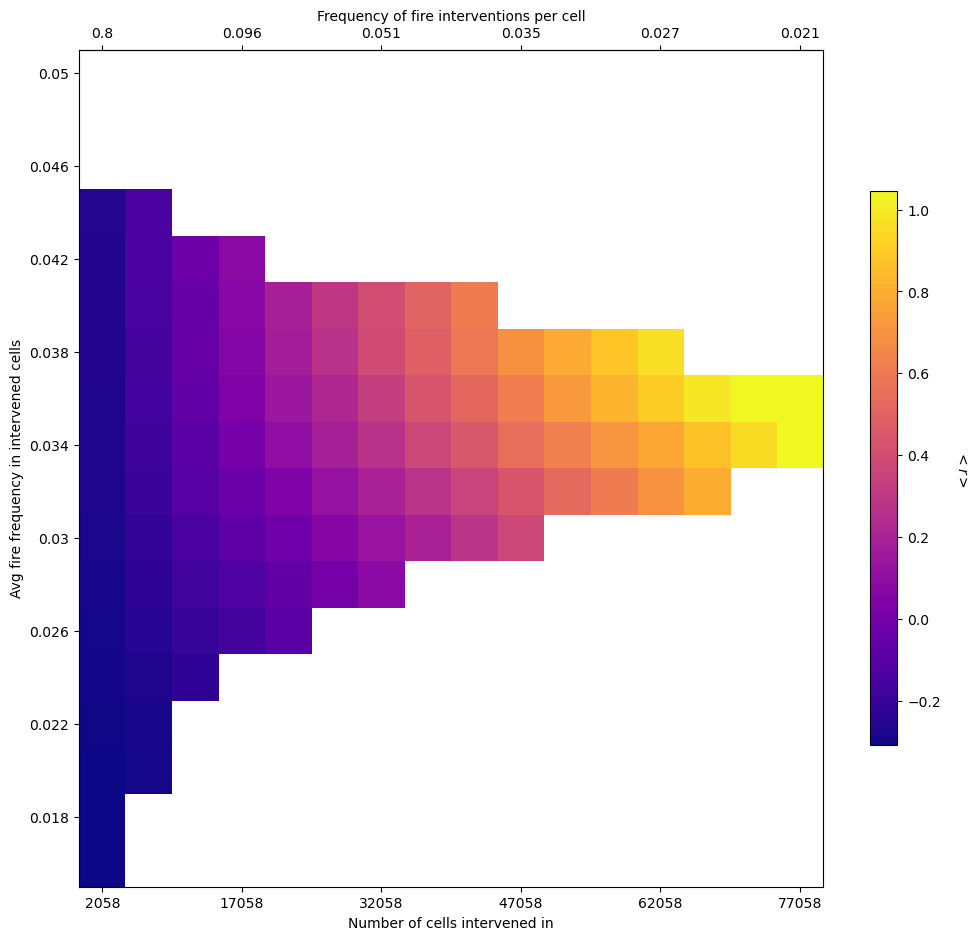 Frequency of fire interventions per cell
0.8 0.096 0.051 0.035 0.027 0.021
0.05
0.046
0.042
0.038
0.034
0.03
0.026
0.022
0.018
Avg fire frequency in intervened cells
2058 17058 32058 47058 62058 77058
Number of cells intervened in
1.0
0.8
0.6
0.4
0.2
0.0
−0.2
< r >